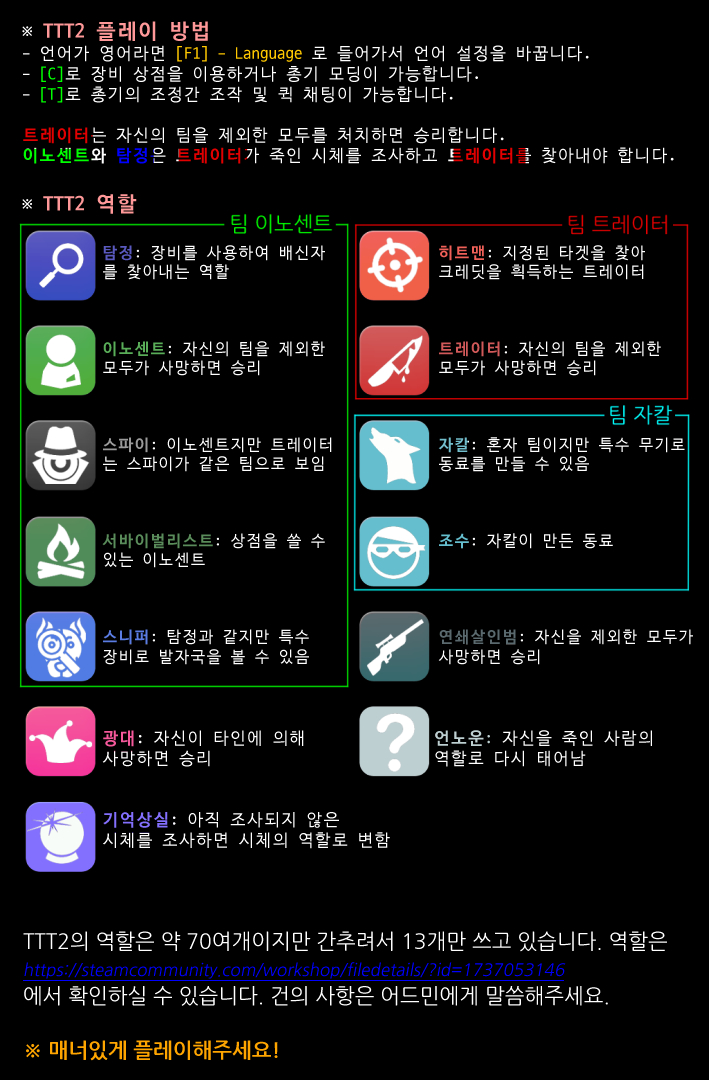 ※ TTT2 플레이 방법
- 언어가 영어라면 [F1] - Language 로 들어가서 언어 설정을 바꿉니다.
- [C]로 장비 상점을 이용하거나 총기 모딩이 가능합니다.
- [T]로 총기의 조정간 조작 및 퀵 채팅이 가능합니다.
트레이터는 자신의 팀을 제외한 모두를 처치하면 승리합니다.
이노센트와 탐정은 트레이터가 죽인 시체를 조사하고 트레이터를 찾아내야 합니다.
※ TTT2 역할
팀 이노센트
탐정: 장비를 사용하여 배신자
를 찾아내는 역할
이노센트: 자신의 팀을 제외한
모두가 사망하면 승리
스파이: 이노센트지만 트레이터
는 스파이가 같은 팀으로 보임
서바이벌리스트: 상점을 쓸 수
있는 이노센트
스니퍼: 탐정과 같지만 특수
장비로 발자국을 볼 수 있음
팀 트레이터
히트맨: 지정된 타겟을 찾아
크레딧을 획득하는 트레이터
트레이터: 자신의 팀을 제외한
모두가 사망하면 승리
팀 자칼
자칼: 혼자 팀이지만 특수 무기로
동료를 만들 수 있음
조수: 자칼이 만든 동료
연쇄살인범: 자신을 제외한 모두가
사망하면 승리
광대: 자신이 타인에 의해
사망하면 승리
언노운: 자신을 죽인 사람의
역할로 다시 태어남
기억상실: 아직 조사되지 않은
시체를 조사하면 시체의 역할로 변함
TTT2의 역할은 약 70여개이지만 간추려서 13개만 쓰고 있습니다. 역할은
https://steamcommunity.com/workshop/filedetails/?id=1737053146
에서 확인하실 수 있습니다. 건의 사항은 어드민에게 말씀해주세요.
※ 매너있게 플레이해주세요!